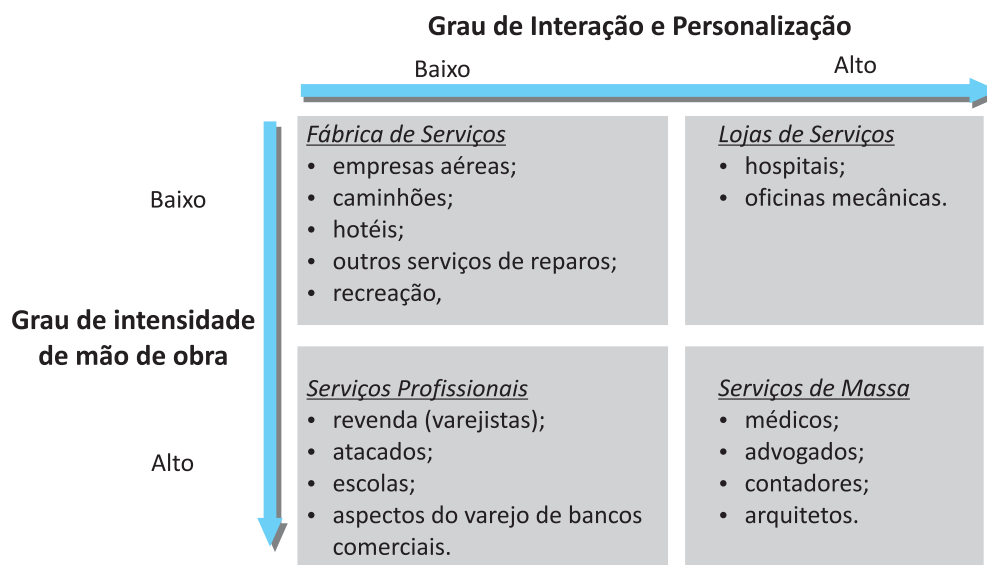 Grau de Interação e Personalização
Baixo
Alto
Fábrica de Serviços
• empresas aéreas;
• caminhões;
• hotéis;
• outros serviços de reparos;
• recreação,
Lojas de Serviços
• hospitais;
• oficinas mecânicas.
Baixo
Grau de intensidade
de mão de obra
Alto
Serviços Profissionais
• revenda (varejistas);
• atacados;
• escolas;
• aspectos do varejo de bancos
comerciais.
Serviços de Massa
• médicos;
• advogados;
• contadores;
• arquitetos.